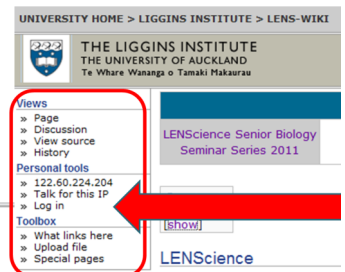 UNIVERSITY HOME > LIGGINS INSTITUTE > LENS-WIKI
THE LIGGINS INSTITUTE
THE UNIVERSITY OF AUCKLAND
Te Whare Wananga o Tamaki Makaurau
Views
» Page
» Discussion
» View source
» History
Personal tools
» 122.60.224.204
» Talk for this IP
» Log in
Toolbox
» What links here
» Upload file
» Special pages
LENScience Senior Biology
Seminar Series 2011
[show]
LENScience